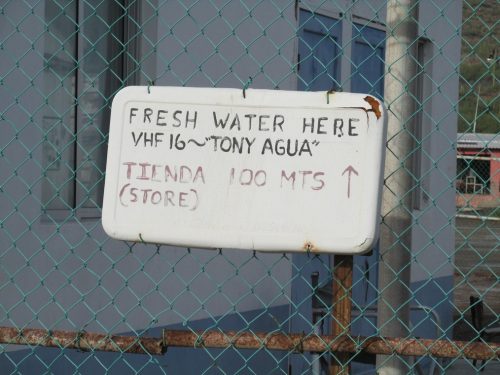 FRESH WATER HERE
VHF 16~"TONY AGUA"
TIENDA 100 MTS ↑
(STORE)